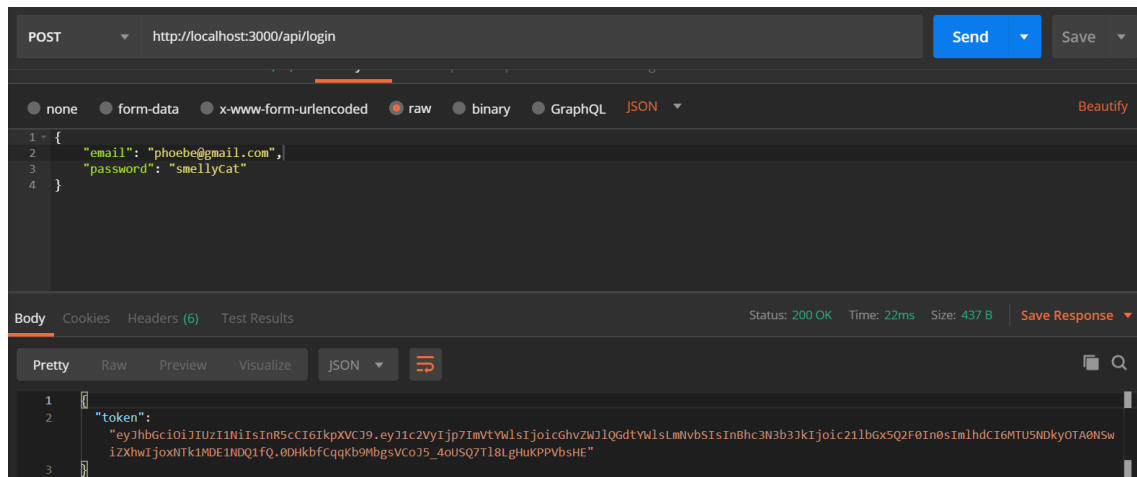 POST http://localhost:3000/api/login Send Save
none form-data x-www-form-urlencoded raw binary GraphQL JSON Beautify
1 {
2 "email": "phoebe@gmail.com",
3 "password": "smellyCat"
4 }
Body Cookies Headers (6) Test Results Status: 200 OK Time: 22ms Size: 437 B Save Response
Pretty Raw Preview Visualize JSON
1 {
2 "token":
"eyJhbGciOiJIUzI1NiIsInR5cCI6IkpXVCJ9.eyJ1c2VyIjp7ImVtYWlsIjoicGhvZWJlQGdtYWlsLmNvbSIsInBhc3N3b3JkIjoic21lbGx5Q2F0In0sImlhdCI6MTU5NDkyOTA0NSw
iZXhwIjoxNTk1MDE1NDQ1fQ.0DHkbfCqqKb9MbgsVCoJ5_4oUSQ7Tl8LgHuKPPVbsHE"
3 }